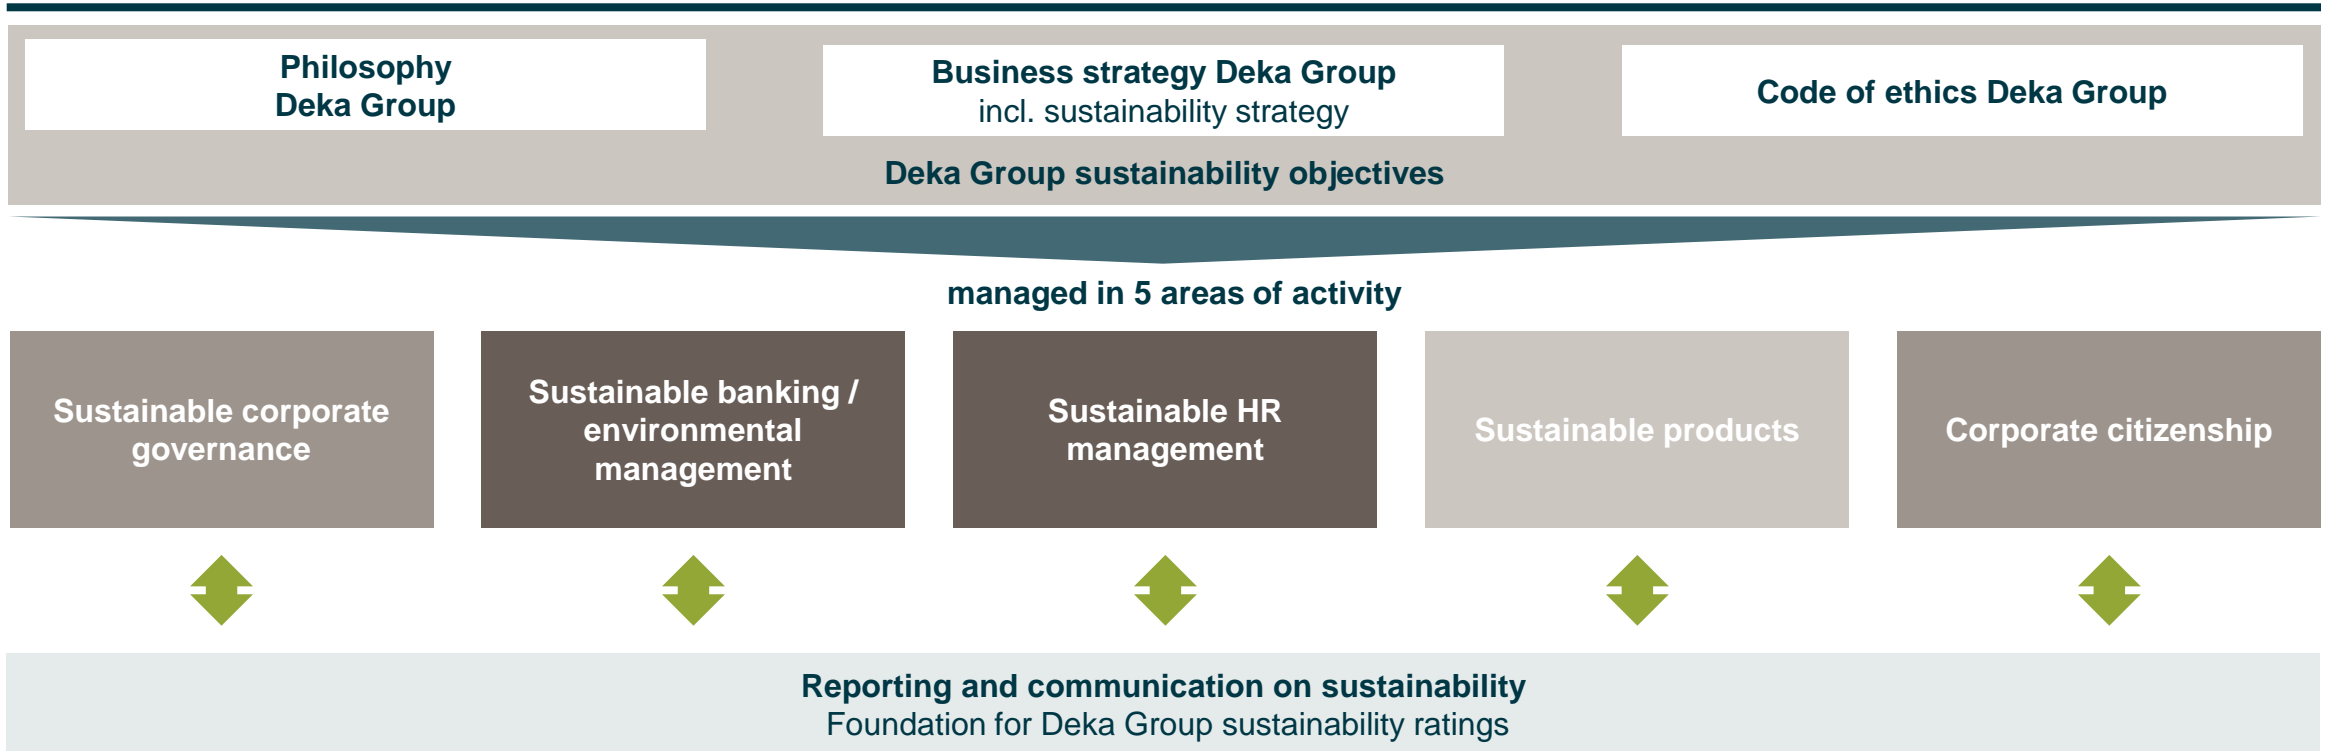 Philosophy
Deka Group
Business strategy Deka Group
incl. sustainability strategy
Code of ethics Deka Group
Deka Group sustainability objectives
managed in 5 areas of activity
Sustainable corporate
governance
Sustainable banking /
environmental
management
Sustainable HR
management
Sustainable products
Corporate citizenship
Reporting and communication on sustainability
Foundation for Deka Group sustainability ratings